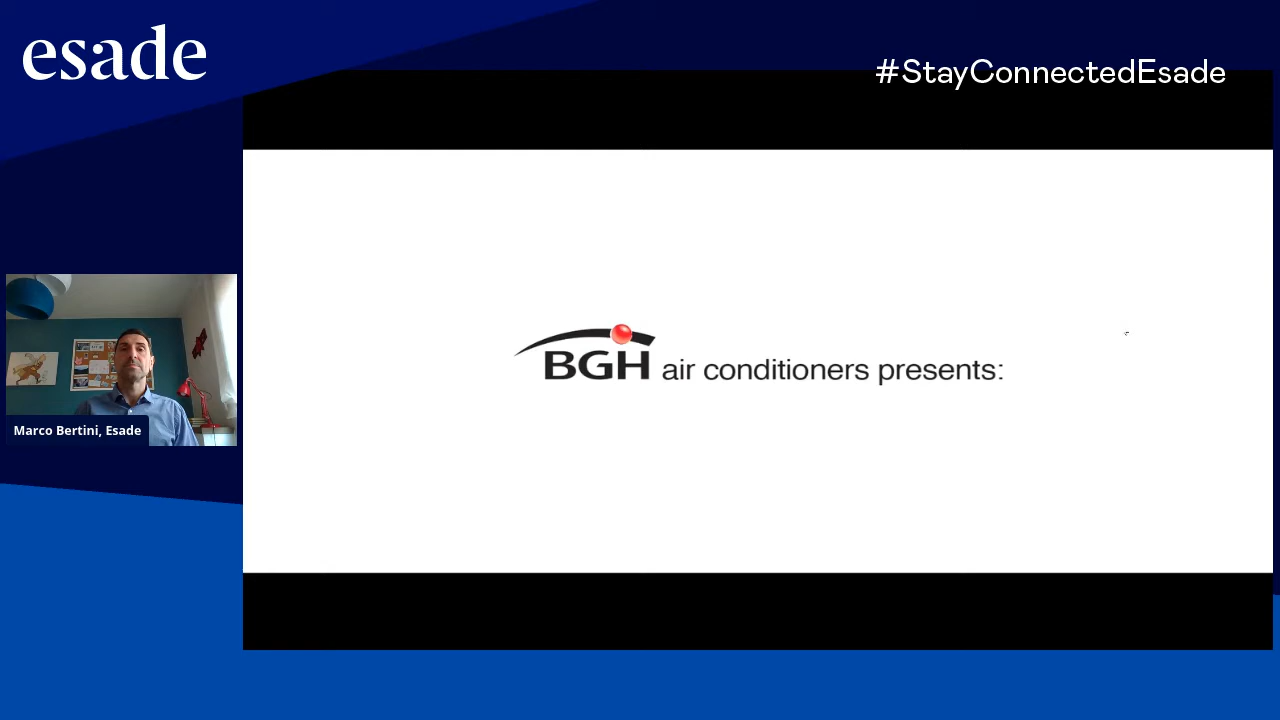 esade
#StayConnectedEsade
BGH air conditioners presents:
Marco Bertini, Esade